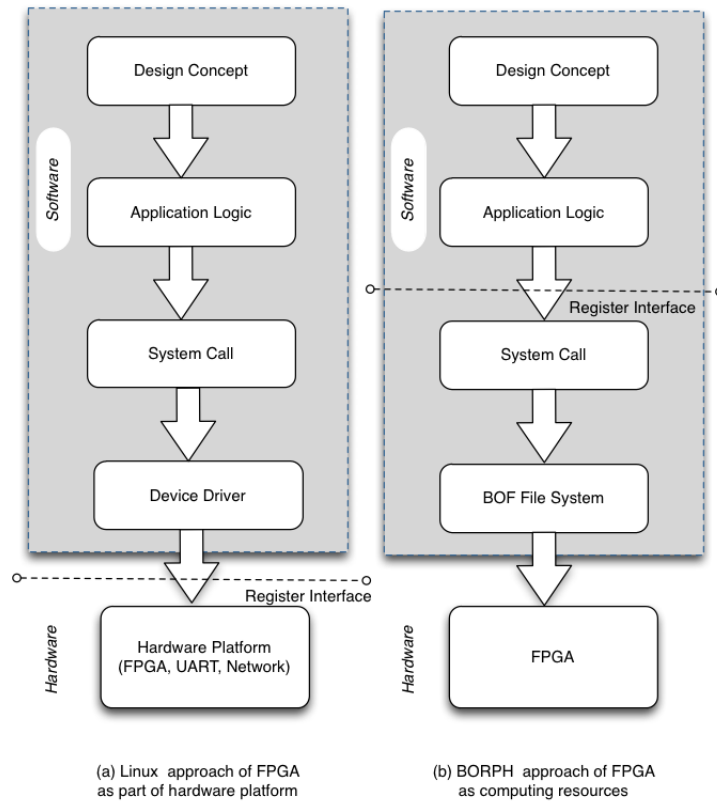 Design Concept
Software
Application Logic
System Call
Device Driver
Register Interface
Hardware
Hardware Platform
(FPGA, UART, Network)
(a) Linux approach of FPGA
as part of hardware platform
Design Concept
Software
Application Logic
Register Interface
System Call
BOF File System
Hardware
FPGA
(b) BORPH approach of FPGA
as computing resources